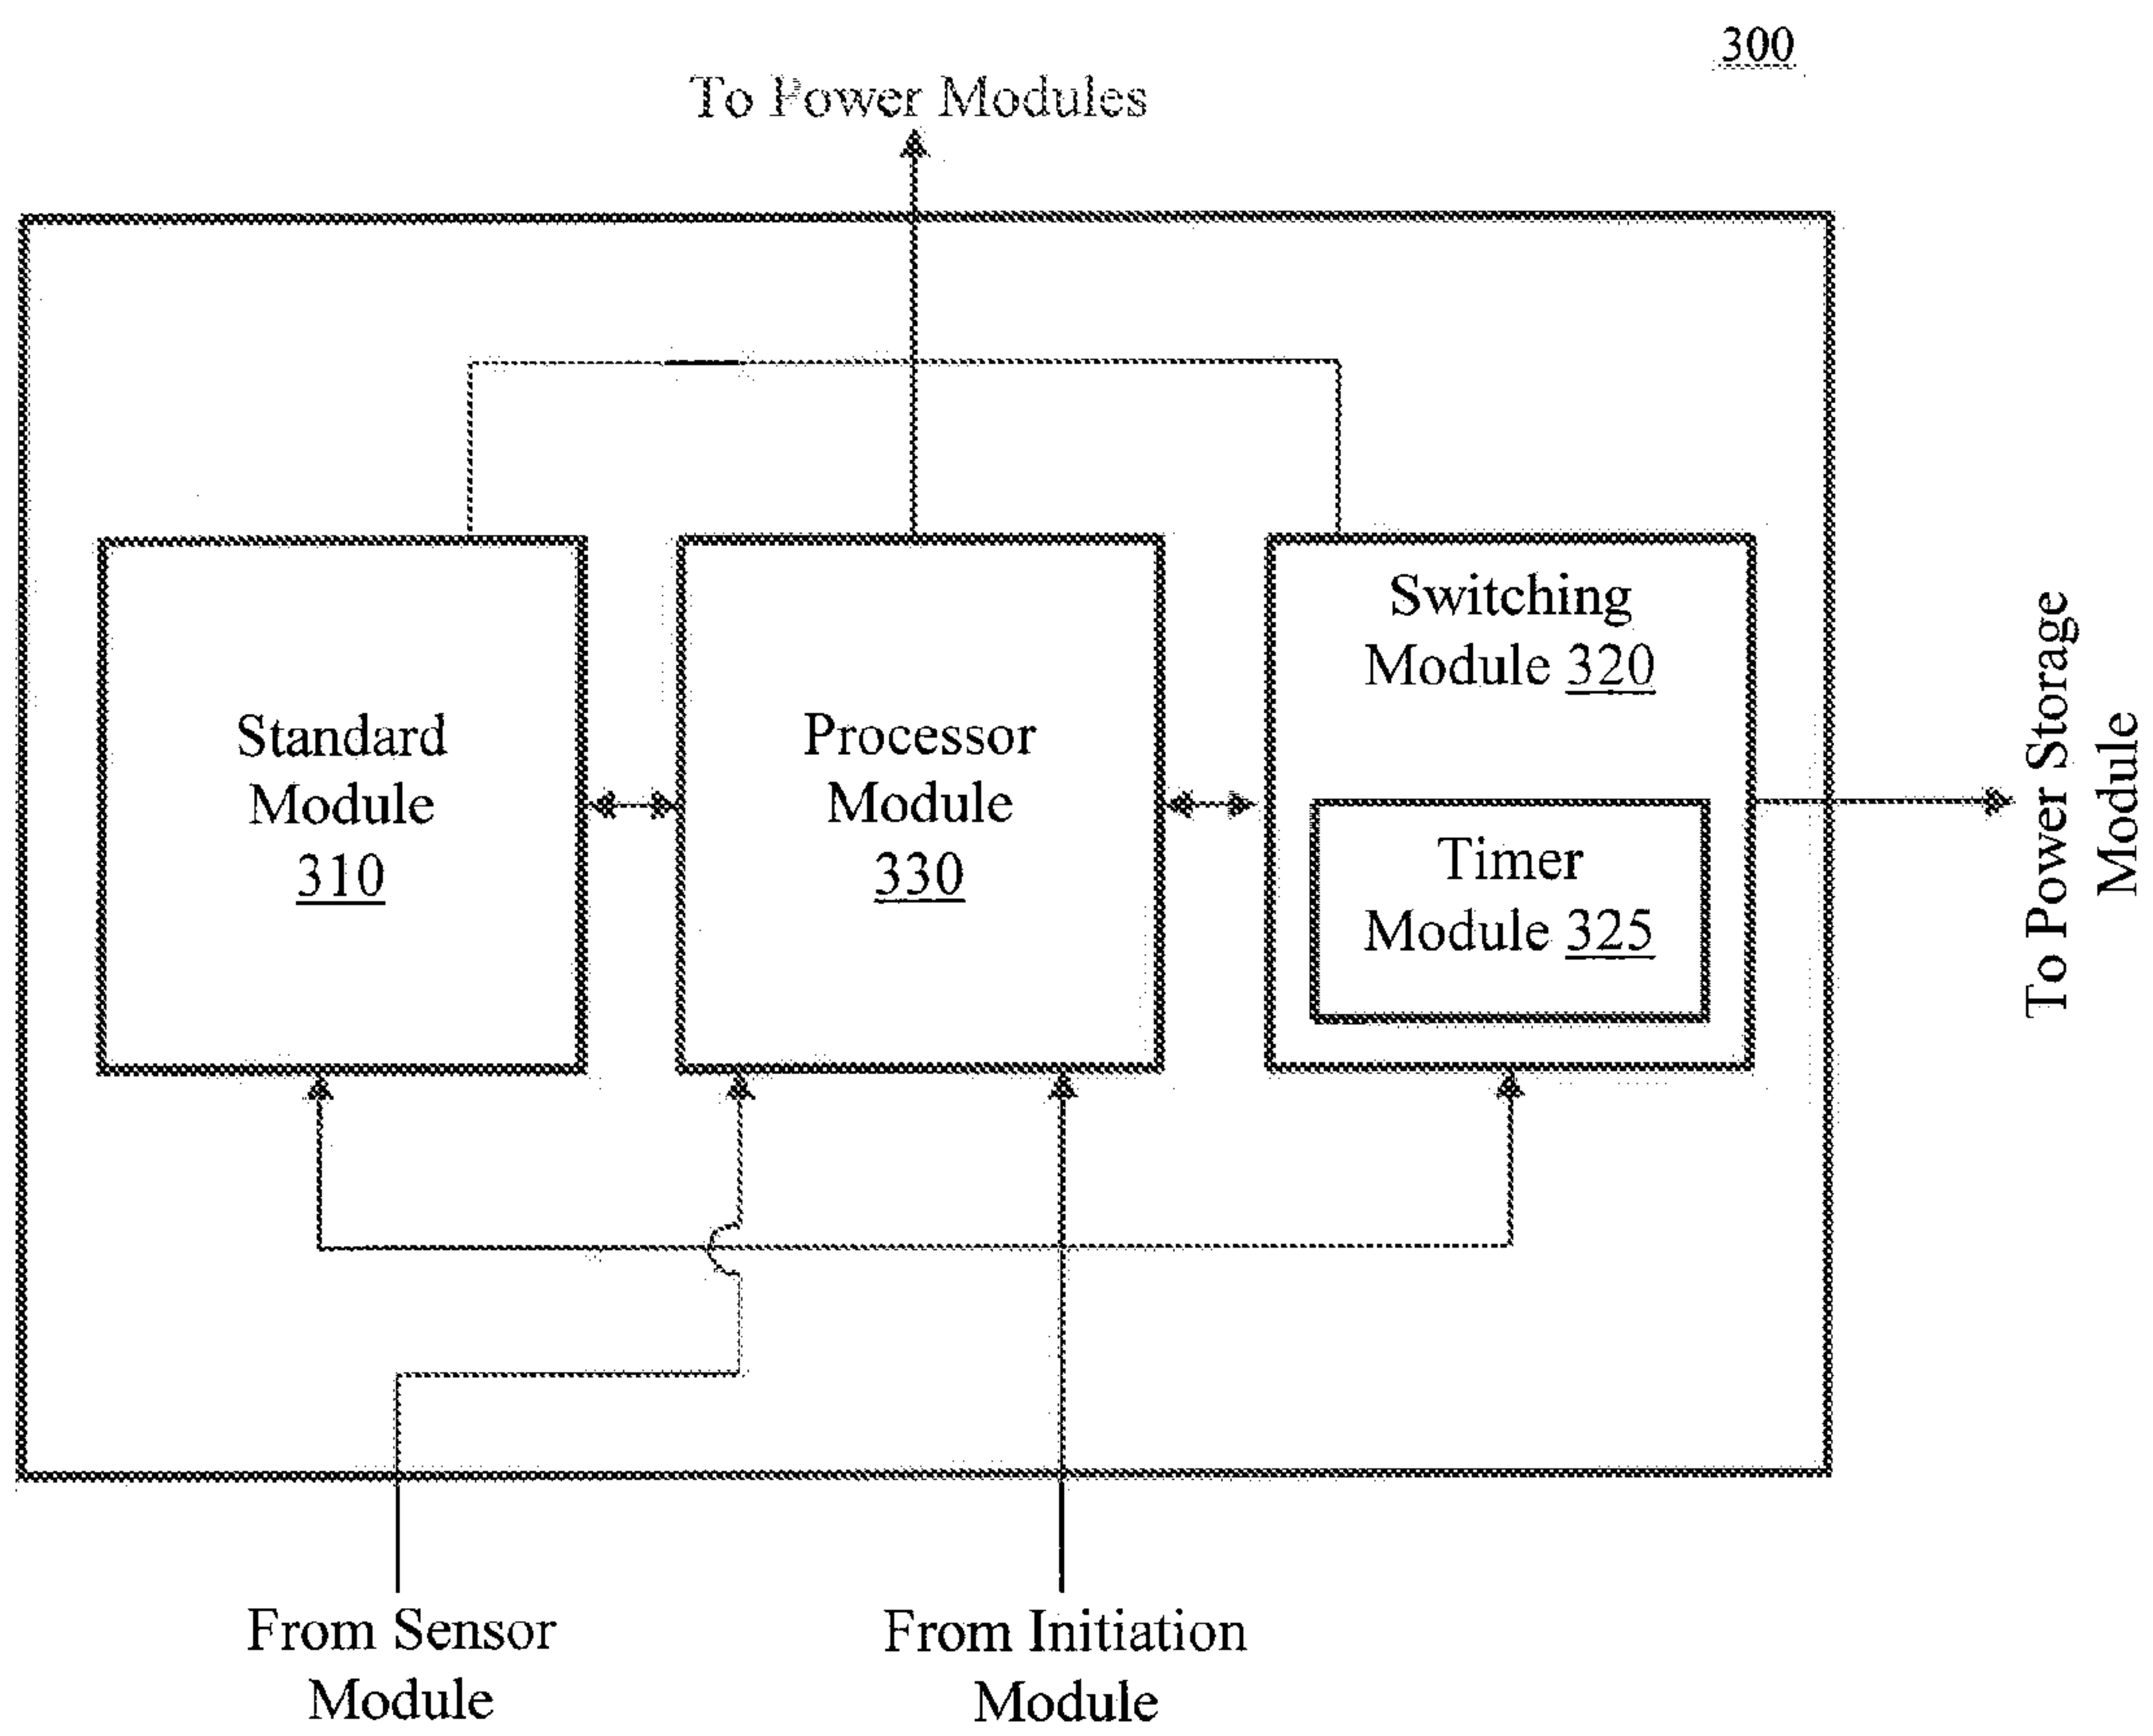 300
To Power Modules
Standard
Module
310
Processor
Module
330
Switching
Module 320
Timer
Module 325
To Power Storage
Module
From Sensor
Module
From Initiation
Module